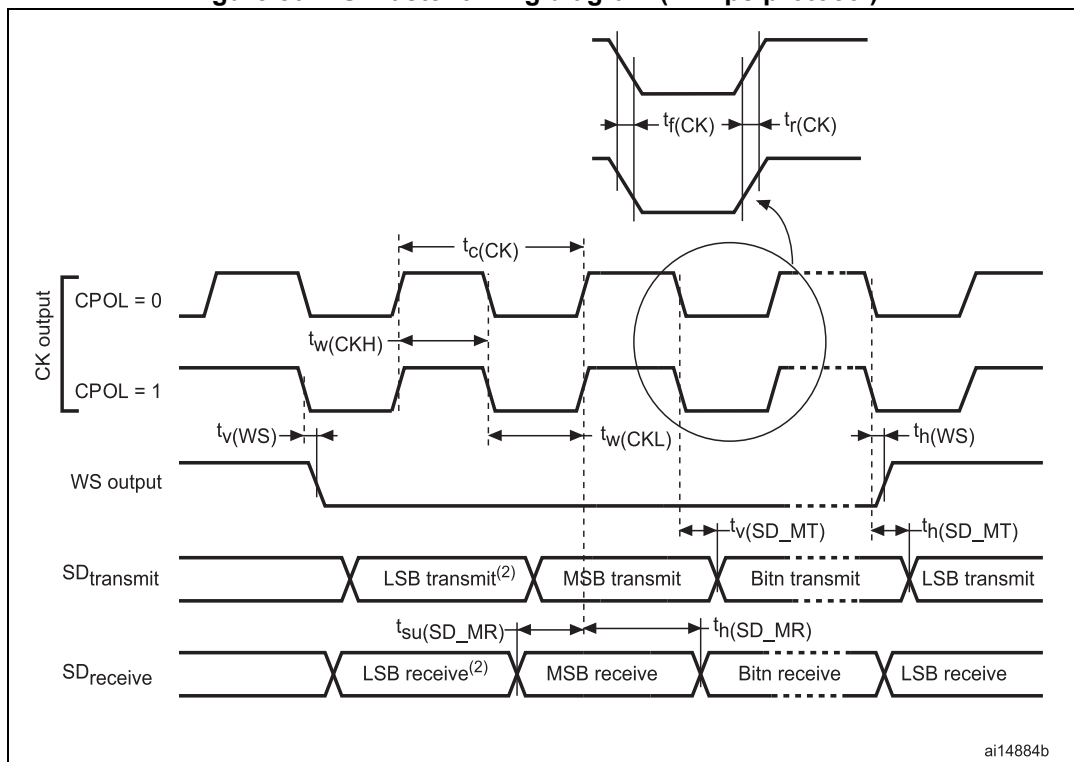 tf(CK)
tr(CK)
tc(CK)
CK output
CPOL = 0
tw(CKH)
CPOL = 1
tv(WS)
tw(CKL)
th(WS)
WS output
tv(SD_MT)
th(SD_MT)
SDtransmit
LSB transmit(2)
MSB transmit
Bitn transmit
LSB transmit
tsu(SD_MR)
th(SD_MR)
SDreceive
LSB receive(2)
MSB receive
Bitn receive
LSB receive
ai14884b